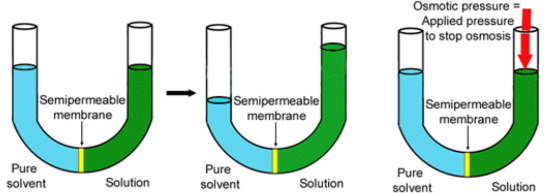 Semipermeable
membrane
Pure
solvent
Solution
Semipermeable
membrane
Pure
solvent
Solution
Osmotic pressure =
Applied pressure
to stop osmosis
Semipermeable
membrane
Pure
solvent
Solution